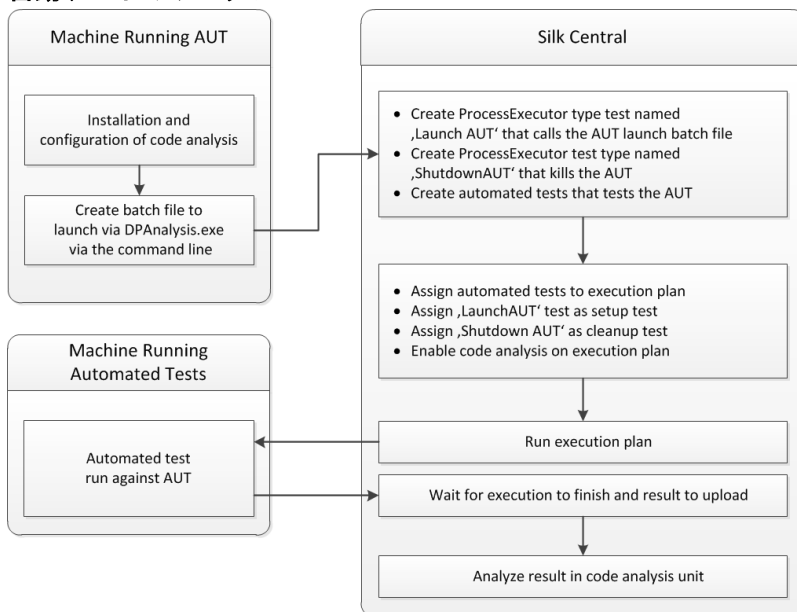 Machine Running AUT
Installation and
configuration of code analysis
Create batch file to
launch via DPAnalysis.exe
via the command line
Silk Central
• Create ProcessExecutor type test named
‚Launch AUT‘ that calls the AUT launch batch file
• Create ProcessExecutor test type named
‚ShutdownAUT‘ that kills the AUT
• Create automated tests that tests the AUT
• Assign automated tests to execution plan
• Assign ‚LaunchAUT‘ test as setup test
• Assign ‚Shutdown AUT‘ as cleanup test
• Enable code analysis on execution plan
Run execution plan
Machine Running
Automated Tests
Automated test
run against AUT
Wait for execution to finish and result to upload
Analyze result in code analysis unit